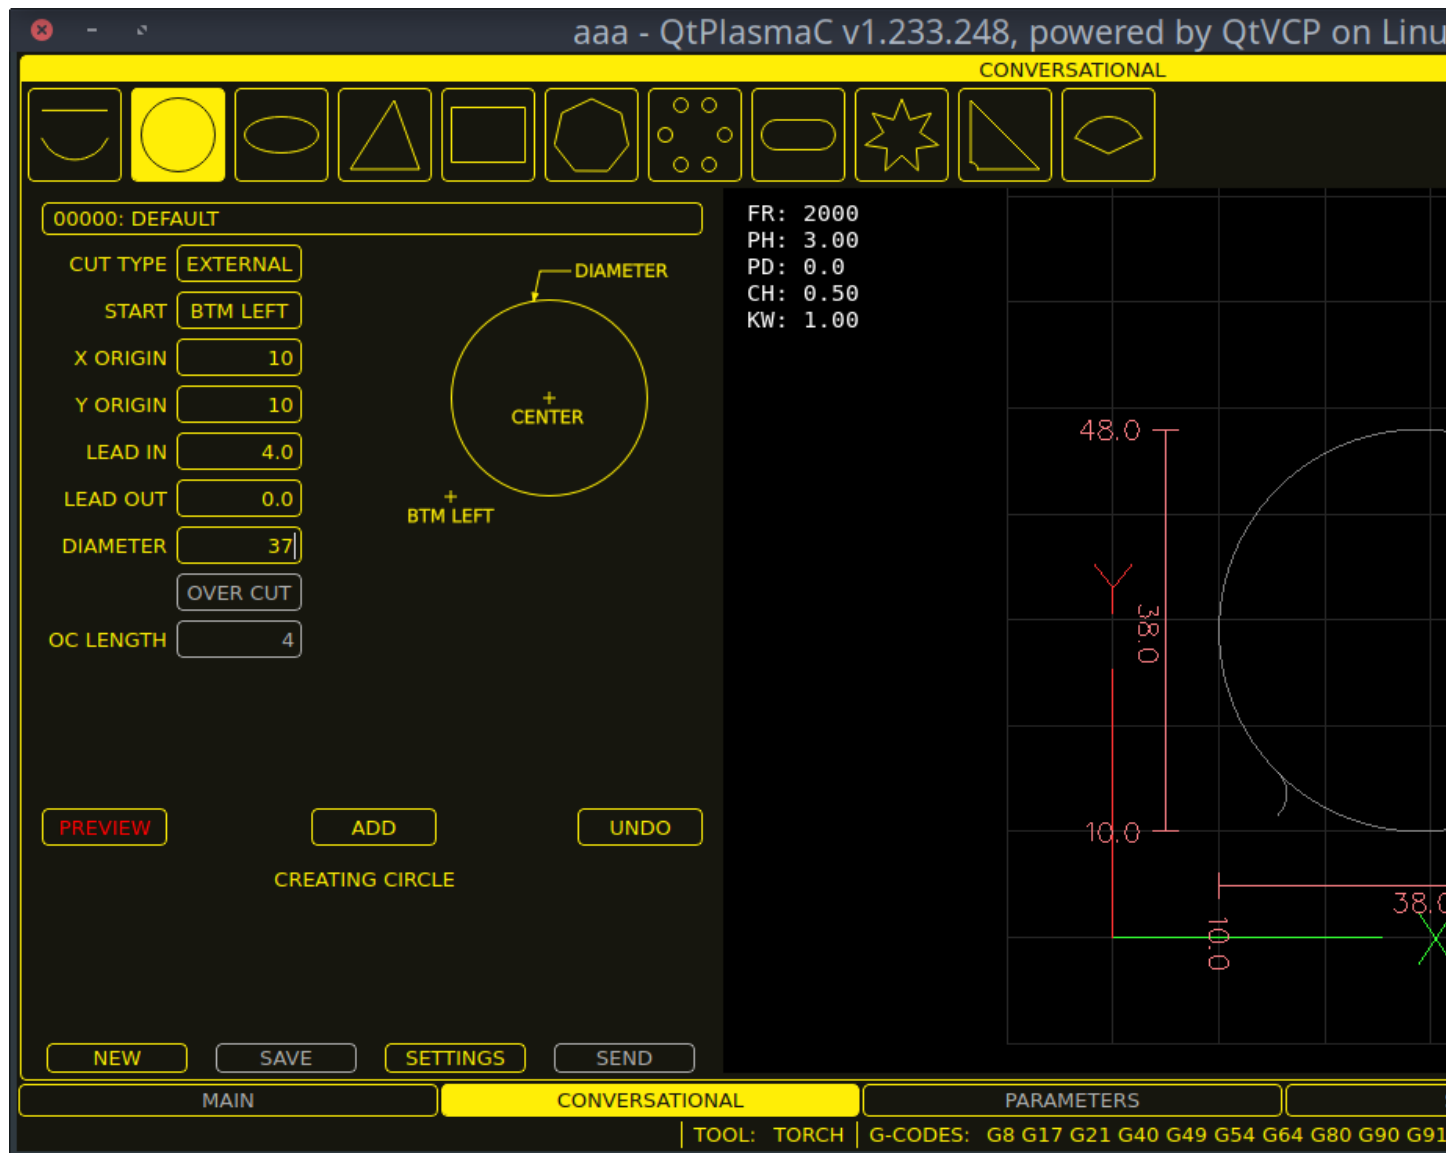 aaa - QtPlasmaC v1.233.248, powered by QtVCP on Linu
CONVERSATIONAL
00000: DEFAULT
CUT TYPE EXTERNAL
START BTM LEFT
X ORIGIN 10
Y ORIGIN 10
LEAD IN 4.0
LEAD OUT 0.0
DIAMETER 37
OVER CUT
OC LENGTH 4
DIAMETER
CENTER
BTM LEFT
PREVIEW ADD UNDO
CREATING CIRCLE
NEW SAVE SETTINGS SEND
FR: 2000
PH: 3.00
PD: 0.0
CH: 0.50
KW: 1.00
48.0
Y
38.0
10.0
38.0
10.0
X
MAIN CONVERSATIONAL PARAMETERS
TOOL: TORCH G-CODES: G8 G17 G21 G40 G49 G54 G64 G80 G90 G91